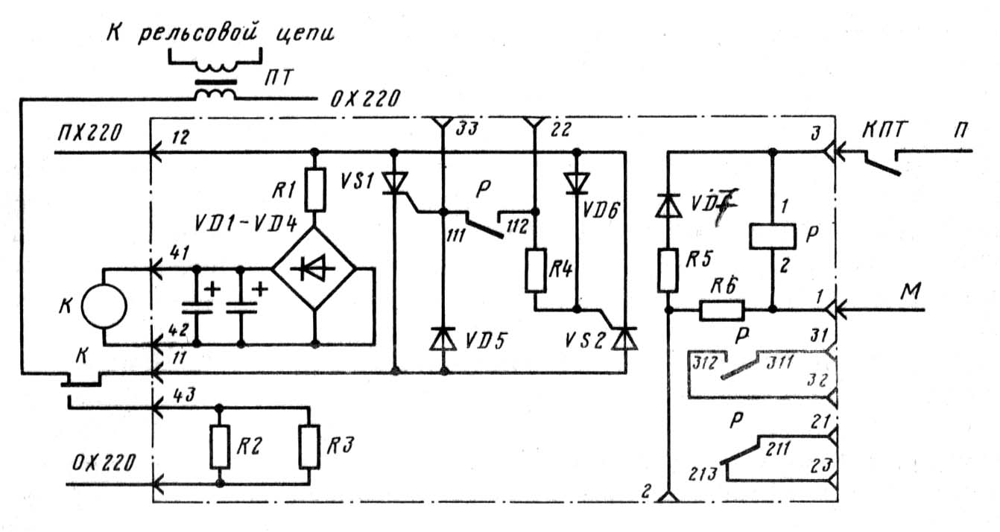 К рельсовой цепи
ПТ
ОХ220
ПХ220
12
33
22
3
КПТ
П
R1
VS1
Р
VD6
VD1-VD4
111
112
1
Р
2
41
R4
R5
R6
1
М
К
+
+
42
VD5
VS2
Р
31
К
11
312
311
32
43
Р
21
R2
R3
211
ОХ220
213
23
2